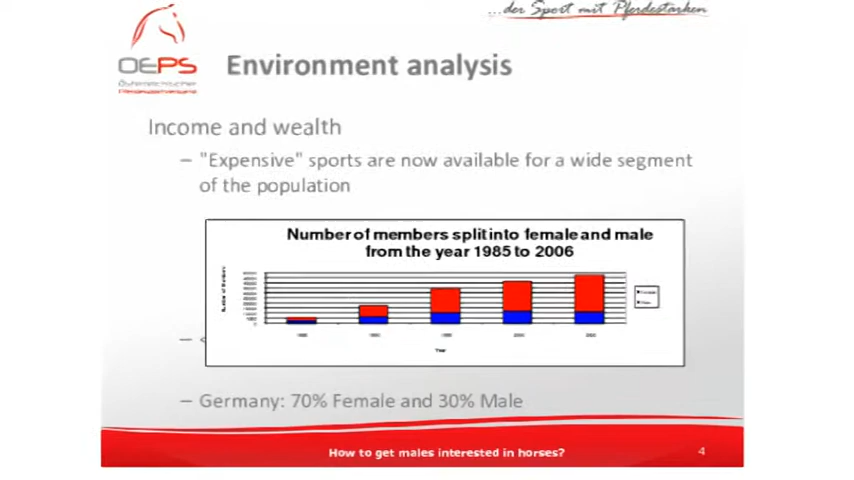 ...der Sport mit Pferdestärken
OEPS
Environment analysis
Income and wealth
– "Expensive" sports are now available for a wide segment
of the population
Number of members split into female and male
from the year 1985 to 2006
Year
– Germany: 70% Female and 30% Male
How to get males interested in horses?
4